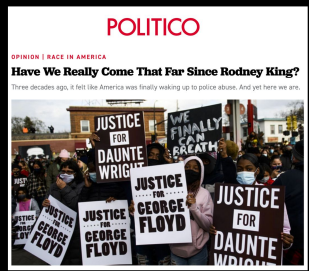 POLITICO
OPINION | RACE IN AMERICA
Have We Really Come That Far Since Rodney King?
Three decades ago, it felt like America was finally waking up to police abuse. And yet here we are.
JUSTICE
FOR
DAUNTE
WRIGHT
WE
FINALLY
CAN
BREATHE
JUSTICE
FOR
GEORGE
FLOYD
JUSTICE
FOR
GEORGE
FLOYD
JUSTICE
FOR
GEORGE
FLOYD
JUSTICE
FOR
DAUNTE
WRIGHT